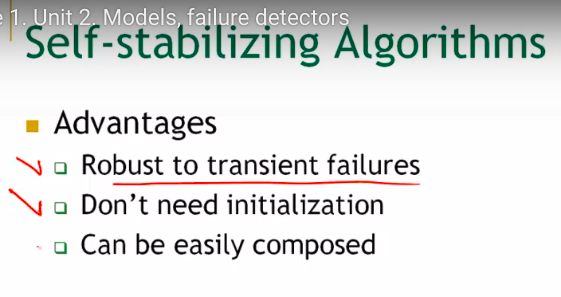 1. Unit 2. Models, failure detectors
Self-stabilizing Algorithms
Advantages
Robust to transient failures
Don't need initialization
Can be easily composed